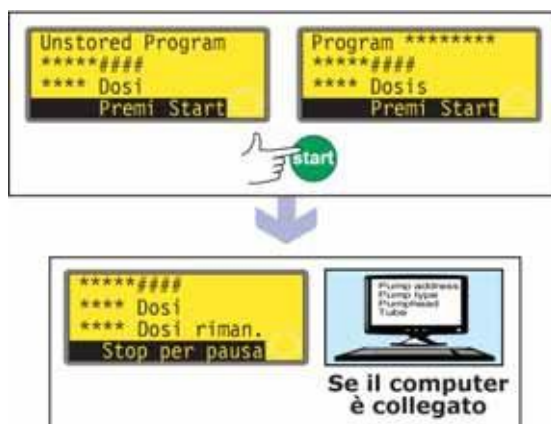 Unstored Program
*****####
**** Dosi
Premi Start
Program ********
*****####
**** Dosis
Premi Start
start
*****####
**** Dosi
**** Dosi riman.
Stop per pausa
Pump address
Pump type
Pumphead
Tube
Se il computer
è collegato